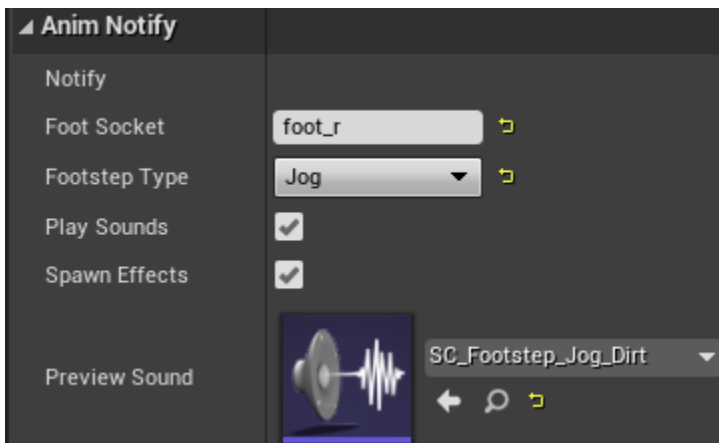 Anim Notify
Notify
Foot Socket foot_r
Footstep Type Jog
Play Sounds
Spawn Effects
Preview Sound SC_Footstep_Jog_Dirt